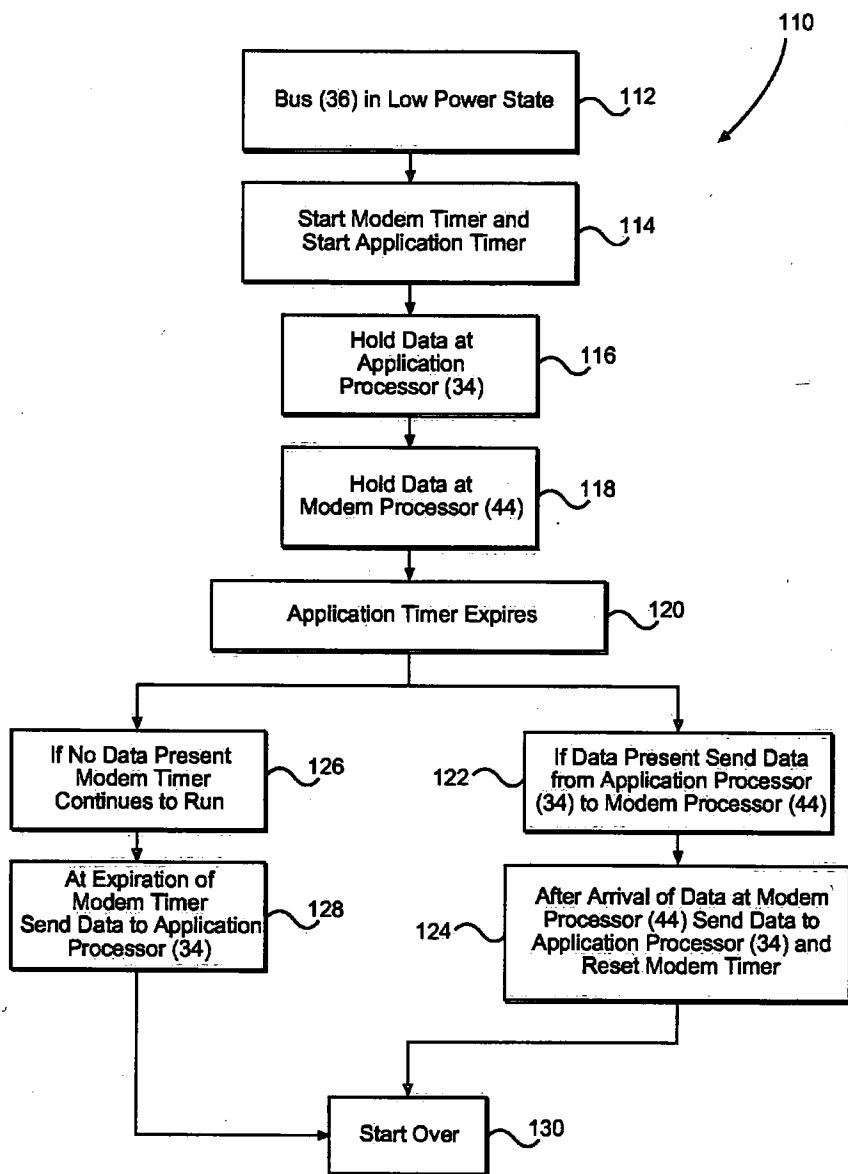 110
Bus (36) in Low Power State
112
Start Modem Timer and
Start Application Timer
114
Hold Data at
Application
Processor (34)
116
Hold Data at
Modem Processor (44)
118
Application Timer Expires
120
If No Data Present
Modem Timer
Continues to Run
126
122
If Data Present Send Data
from Application Processor
(34) to Modem Processor (44)
At Expiration of
Modem Timer
Send Data to Application
Processor (34)
128
124
After Arrival of Data at Modem
Processor (44) Send Data to
Application Processor (34) and
Reset Modem Timer
Start Over
130